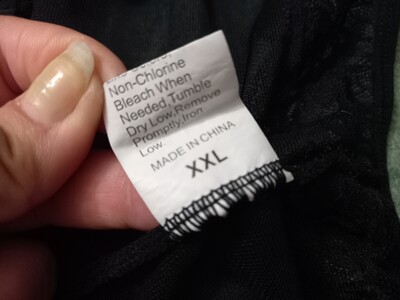 Non-Chlorine
Bleach When
Needed Tumble
Dry Low, Remove
Promptly, Iron
Low.
MADE IN CHINA
XXL